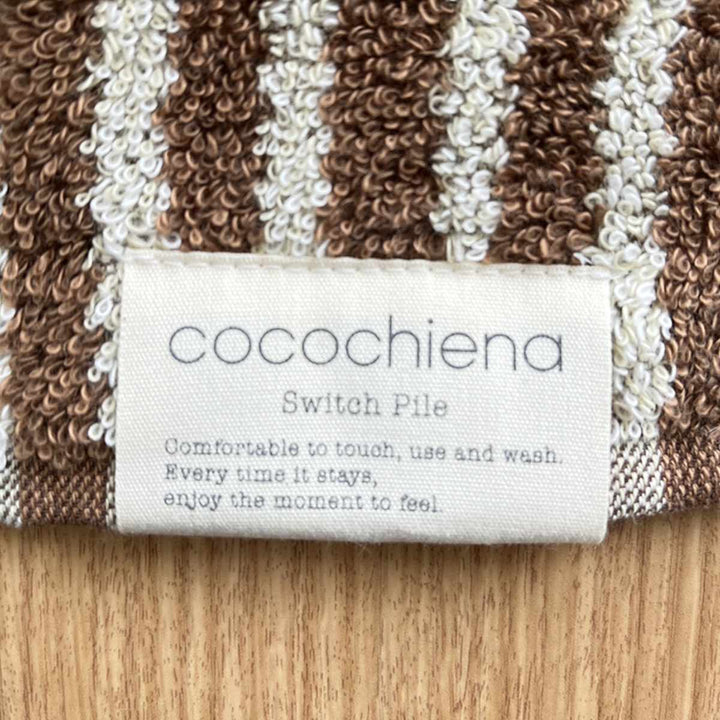 cocochiena
Switch Pile
Comfortable to touch, use and wash.
Every time it stays,
enjoy the moment to feel.